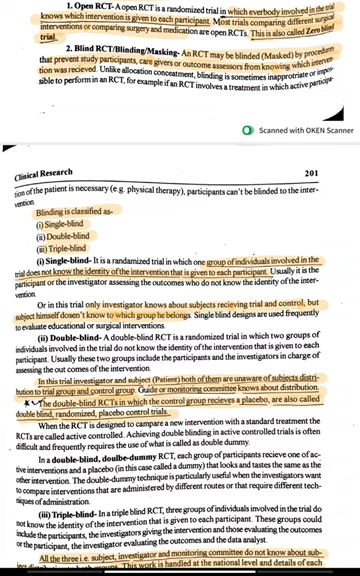 1. Open RCT- A open RCT is a randomized trial in which everbody involved in the trial
knows which intervention is given to each participant. Most trials comparing different surgical
interventions or comparing surgery and medication are open RCTs. This is also called Zero blind
trial.
2. Blind RCT/Blinding/Masking- An RCT may be blinded (Masked) by procedures
that prevent study participants, care givers or outcome assessors from knowing which interven-
tion was recieved. Unlike allocation concealment, blinding is sometimes inapprotriate or impos-
sible to perform in an RCT, for example if an RCT involves a treatment in which active particip-
Scanned with OKEN Scanner
Clinical Research 201
tion of the patient is necessary (e.g. physical therapy), participants can't be blinded to the inter-
vention.
Blinding is classified as-
(i) Single-blind
(ii) Double-blind
(iii) Triple-blind
(i) Single-blind- It is a randomized trial in which one group of individuals involved in the
trial does not know the identity of the intervention that is given to each participant. Usually it is the
participant or the investigator assessing the outcomes who do not know the identity of the inter-
vention.
Or in this trial only investigator knows about subjects recieving trial and control, but
subject himself dosen't know to which group he belongs. Single blind designs are used frequently
to evaluate educational or surgical interventions.
(ii) Double-blind- A double-blind RCT is a randomized trial in which two groups of
individuals involved in the trial do not know the identity of the intervention that is given to each
participant. Usually these two groups include the participants and the investigators in charge of
assessing the out comes of the intervention.
In this trial investigator and subject (Patient) both of them are unaware of subjects distri-
bution to trial group and control group. Guide or monitoring committee knows about distribution.
The double-blind RCTs in which the control group recieves a placebo, are also called
double blind, randomized, placebo control trials.
When the RCT is designed to campare a new intervention with a standard treatment the
RCTs are called active controlled. Achieving double blinding in active controlled trials is often
difficult and frequently requires the use of what is called as double dummy.
In a double-blind, doulbe-dummy RCT, each group of participants recieve one of ac-
tive interventions and a placebo (in this case called a dummy) that looks and tastes the same as the
other intervention. The double-dummy technique is particularly useful when the investigators want
to compare interventions that are administered by different routes or that require different tech-
niques of administration.
(iii) Triple-blind- In a triple blind RCT, three groups of individuals involved in the trial do
not know the identity of the intervention that is given to each participant. These groups could
include the participants, the investigators giving the intervention and those evaluating the outcomes
or the participant, the investigator evaluating the outcomes and the data analyst.
All the three i.e. subject, investigator and monitoring committee do not know about sub-
This work is handled at the national level and details of each